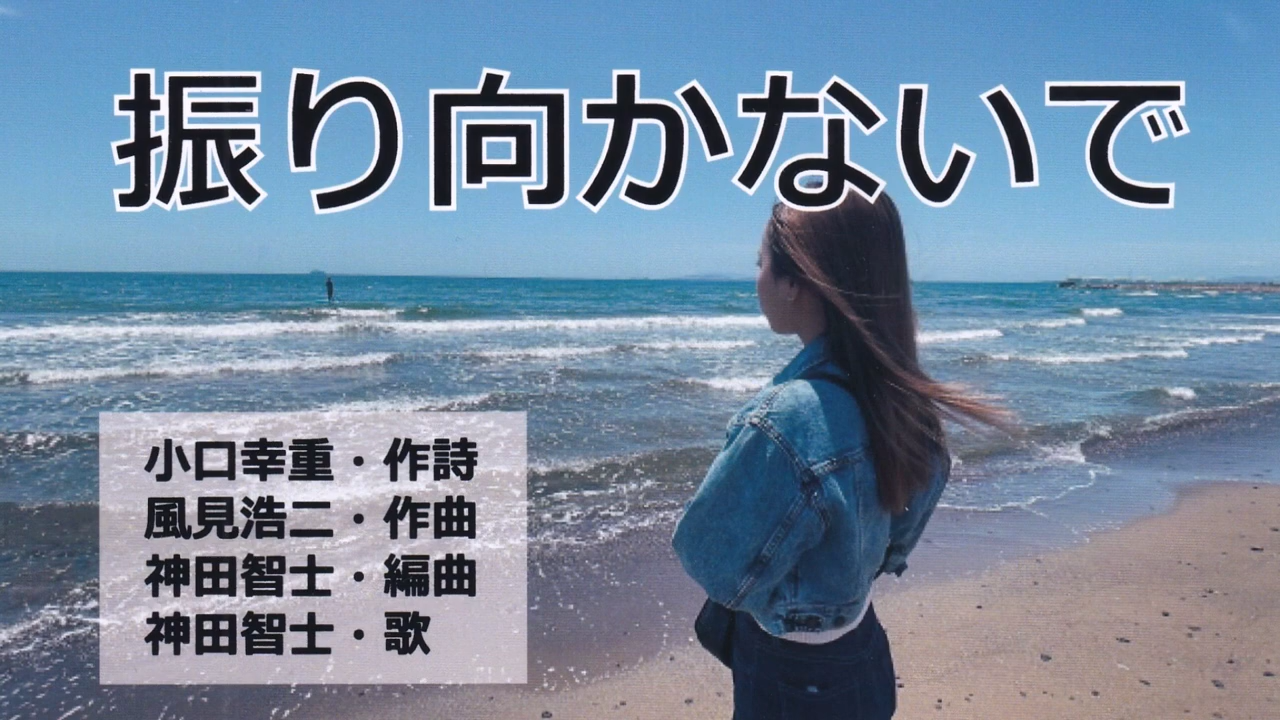 振り向かないで
小口幸重・作詩
風見浩二・作曲
神田智士・編曲
神田智士・歌